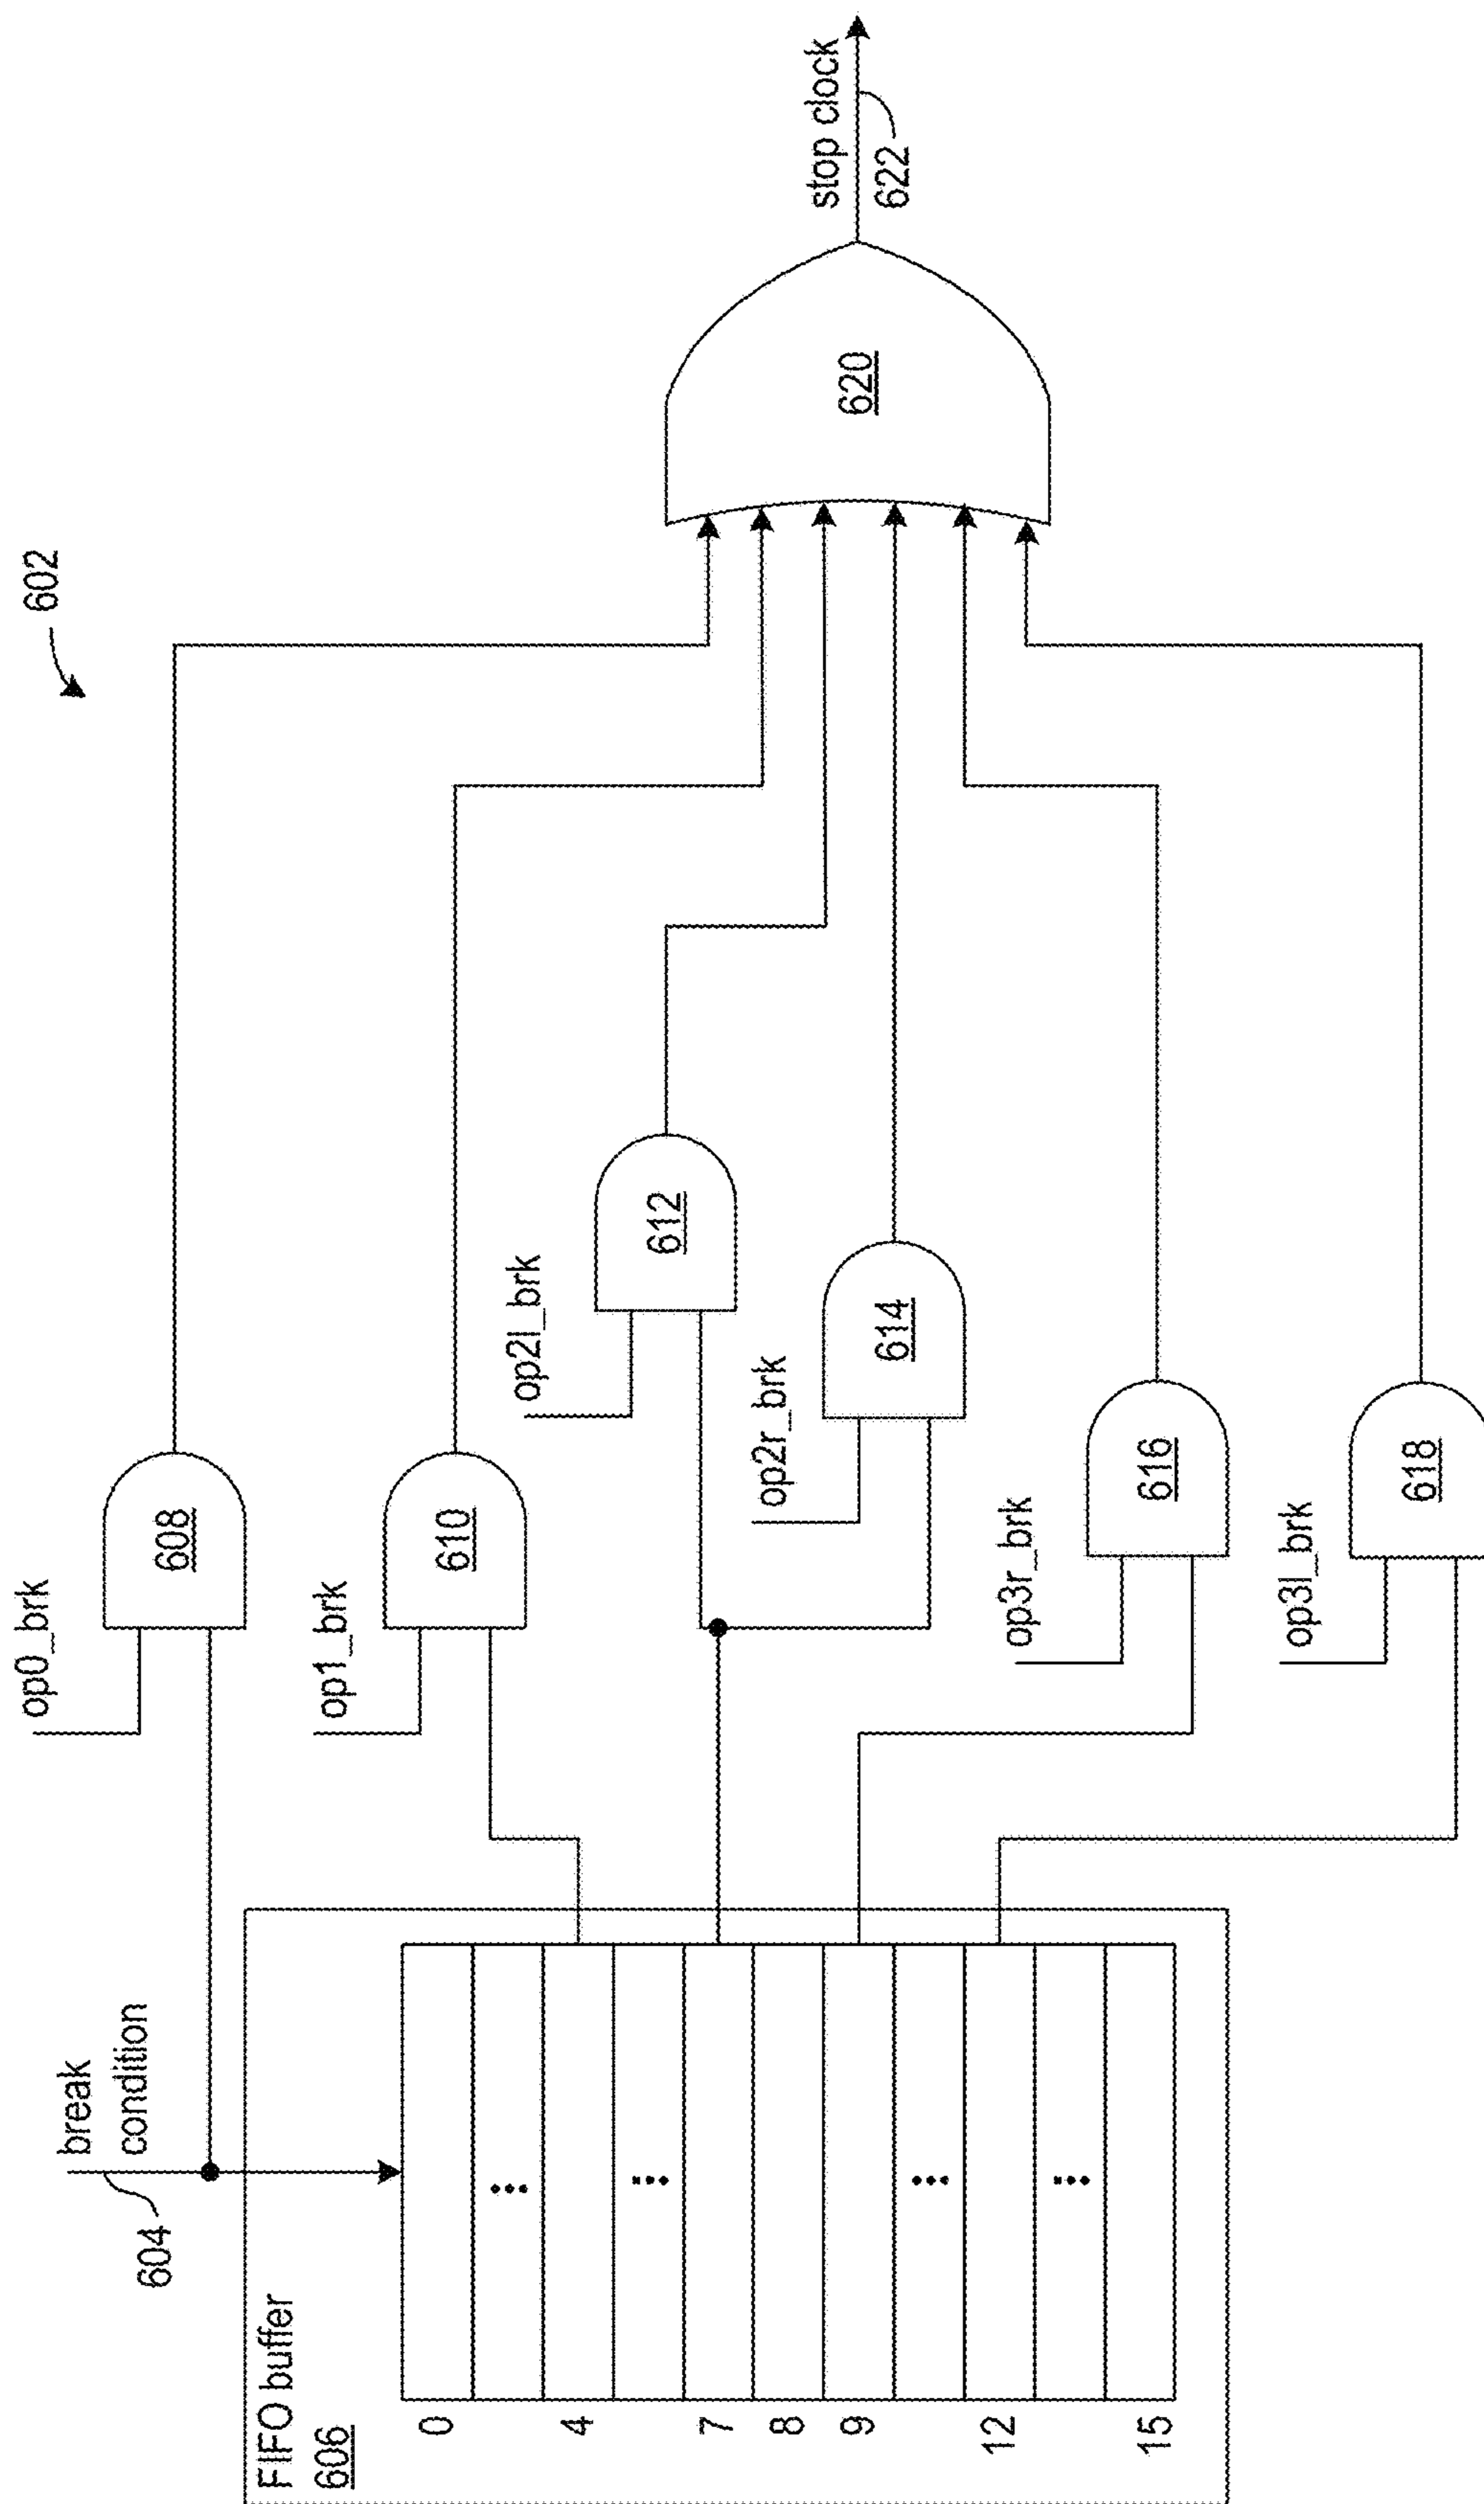 602
break
condition
604
FIFO buffer
606
0
4
7
8
9
12
15
op0_brk
608
op1_brk
610
op2l_brk
612
op2r_brk
614
op3r_brk
616
op3l_brk
618
620
stop clock
622